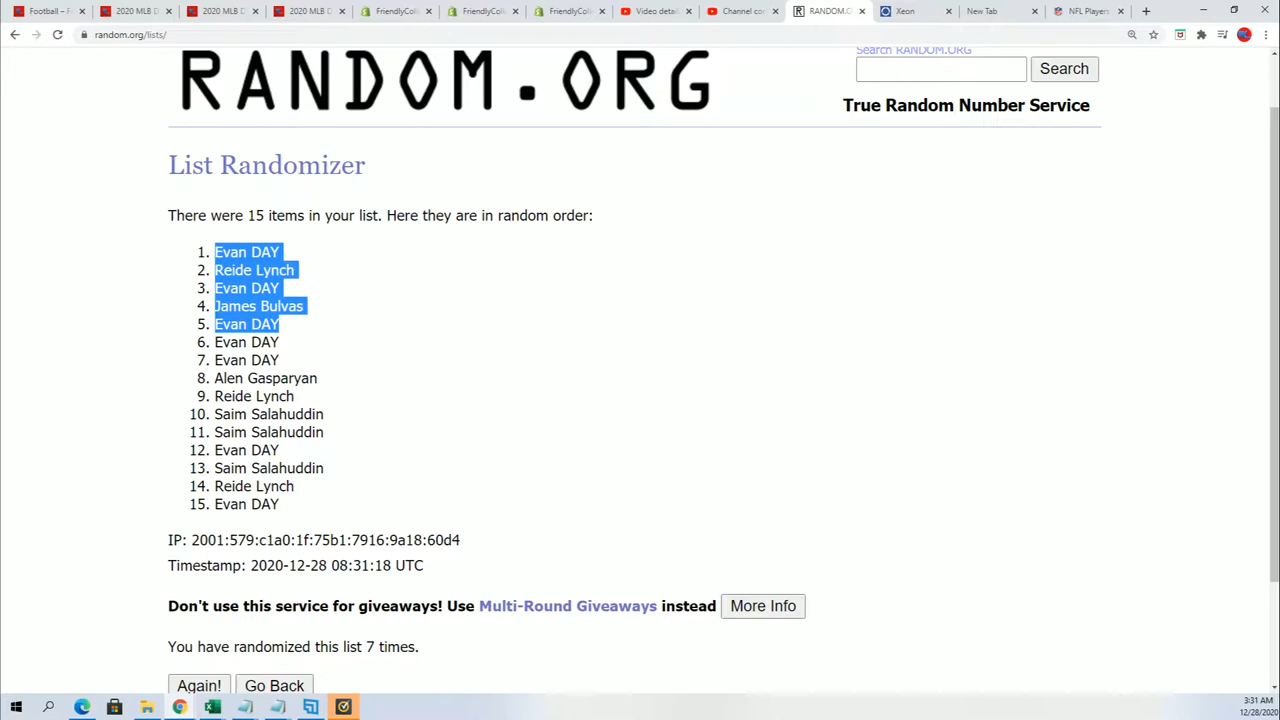 Football – F
2020 MLB D
2020 MLB D
2020 MLB D
FriendlyColl
FriendlyColl
FriendlyColl
Video detai
Channel co
RANDOM.O
Xeon
New Tab
NFL Players
random.org/lists/
RANDOM.ORG
Search RANDOM.ORG
Search
True Random Number Service
List Randomizer
There were 15 items in your list. Here they are in random order:
1. Evan DAY
2. Reide Lynch
3. Evan DAY
4. James Bulvas
5. Evan DAY
6. Evan DAY
7. Evan DAY
8. Alen Gasparyan
9. Reide Lynch
10. Saim Salahuddin
11. Saim Salahuddin
12. Evan DAY
13. Saim Salahuddin
14. Reide Lynch
15. Evan DAY
IP: 2001:579:c1a0:1f:75b1:7916:9a18:60d4
Timestamp: 2020-12-28 08:31:18 UTC
Don't use this service for giveaways! Use Multi-Round Giveaways instead More Info
You have randomized this list 7 times.
Again! Go Back
3:31 AM
12/28/2020